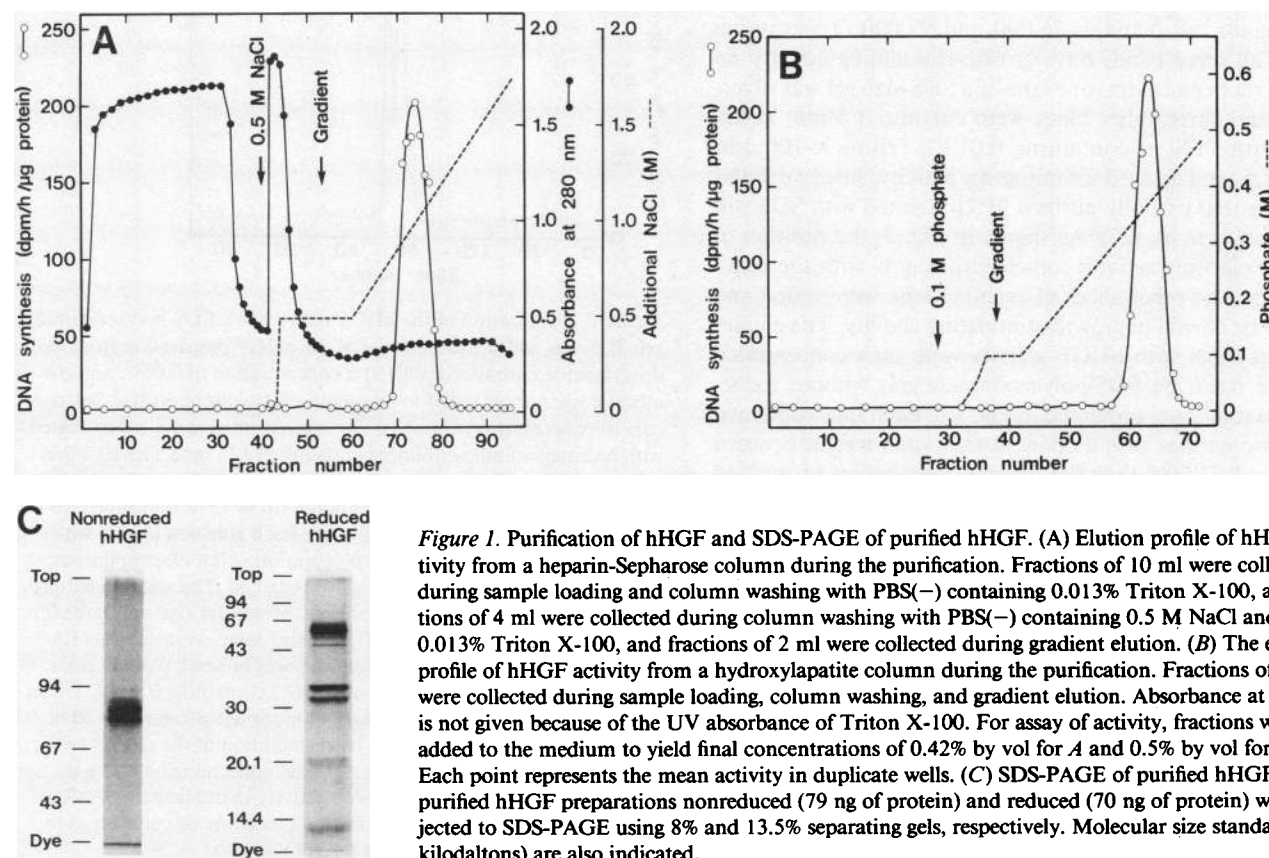 A
250
200
150
100
50
0
DNA synthesis (dpm/h /µg protein)
0.5 M NaCl
Gradient
2.0
1.5
1.0
0.5
0
Absorbance at 280 nm
2.0
1.5
1.0
0.5
0
Additional NaCl (M)
10 20 30 40 50 60 70 80 90
Fraction number
B
250
200
150
100
50
0
DNA synthesis (dpm/h /µg protein)
0.1 M phosphate
Gradient
0.6
0.5
0.4
0.3
0.2
0.1
Phosphate (M)
10 20 30 40 50 60 70
Fraction number
C
Nonreduced
hHGF
Top
94
67
43
Dye
Reduced
hHGF
Top
94
67
43
30
20.1
14.4
Dye
Figure 1. Purification of hHGF and SDS-PAGE of purified hHGF. (A) Elution profile of hH
tivity from a heparin-Sepharose column during the purification. Fractions of 10 ml were coll
during sample loading and column washing with PBS(−) containing 0.013% Triton X-100, a
tions of 4 ml were collected during column washing with PBS(−) containing 0.5 M NaCl and
0.013% Triton X-100, and fractions of 2 ml were collected during gradient elution. (B) The e
profile of hHGF activity from a hydroxylapatite column during the purification. Fractions of
were collected during sample loading, column washing, and gradient elution. Absorbance at
is not given because of the UV absorbance of Triton X-100. For assay of activity, fractions w
added to the medium to yield final concentrations of 0.42% by vol for A and 0.5% by vol for
Each point represents the mean activity in duplicate wells. (C) SDS-PAGE of purified hHGF
purified hHGF preparations nonreduced (79 ng of protein) and reduced (70 ng of protein) w
jected to SDS-PAGE using 8% and 13.5% separating gels, respectively. Molecular size standa
kilodaltons) are also indicated.